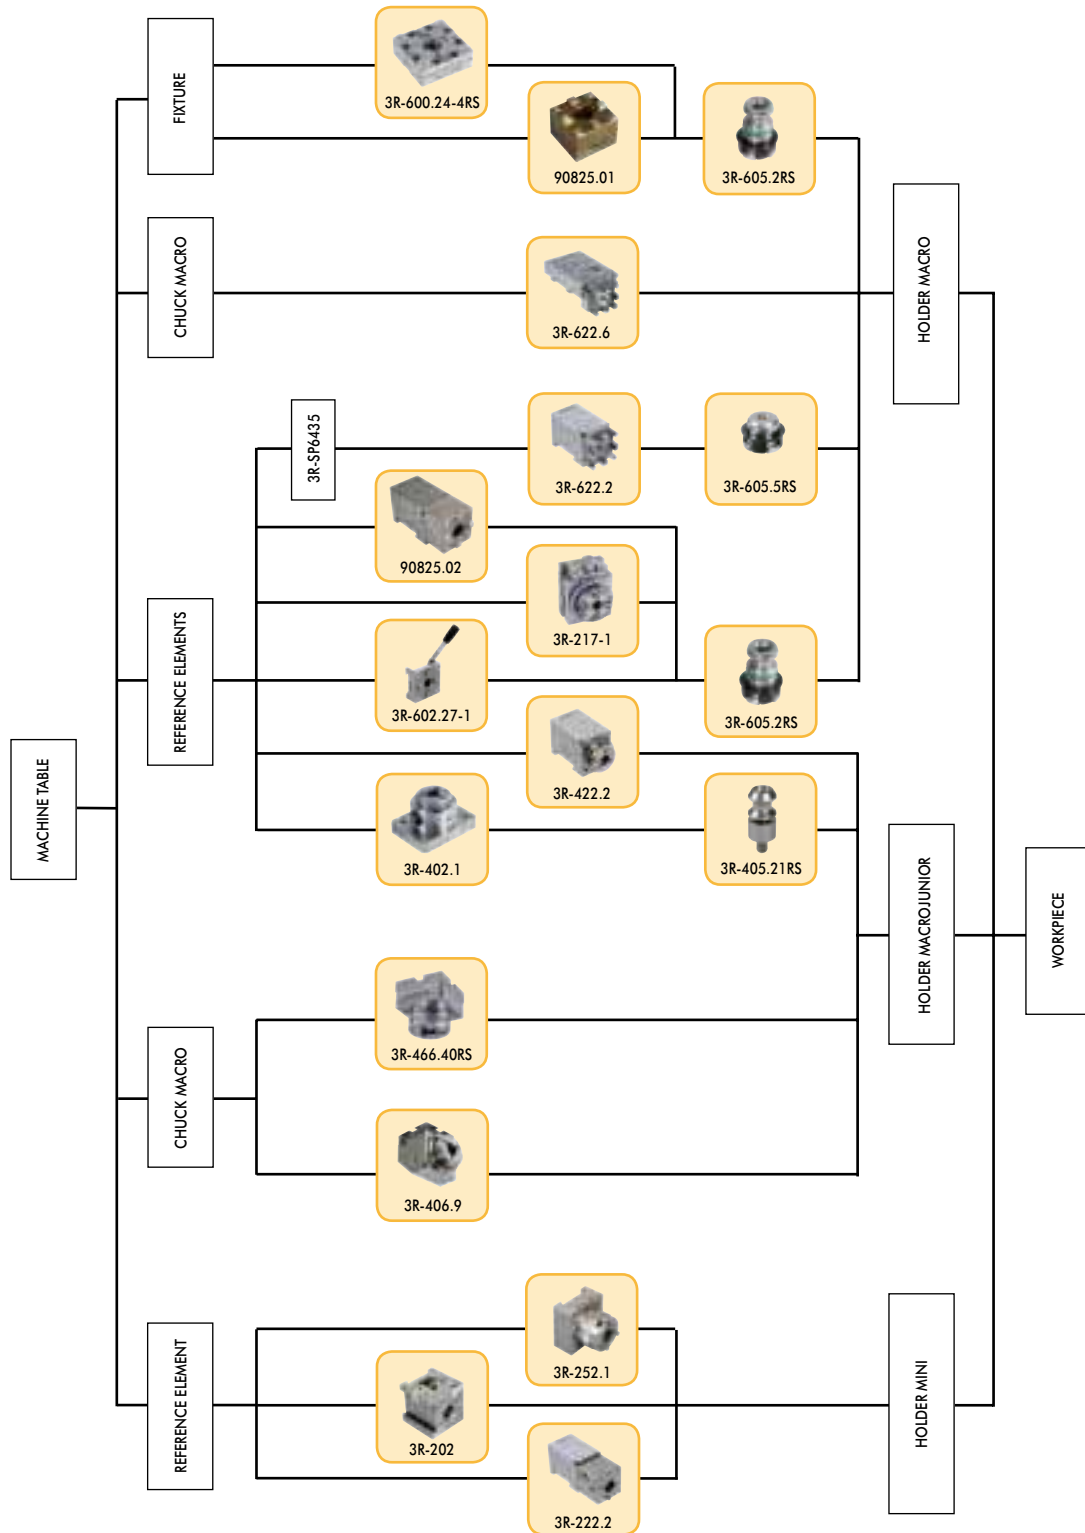 FIXTURE
3R-600.24-4RS
90825.01
3R-605.2RS
CHUCK MACRO
3R-622.6
HOLDER MACRO
3R-SP6435
3R-622.2
3R-605.5RS
90825.02
3R-217-1
REFERENCE ELEMENTS
3R-602.27-1
3R-605.2RS
MACHINE TABLE
3R-422.2
3R-402.1
3R-405.21RS
HOLDER MACROJUNIOR
WORKPIECE
3R-466.40RS
CHUCK MACRO
3R-406.9
3R-252.1
REFERENCE ELEMENT
3R-202
HOLDER MINI
3R-222.2